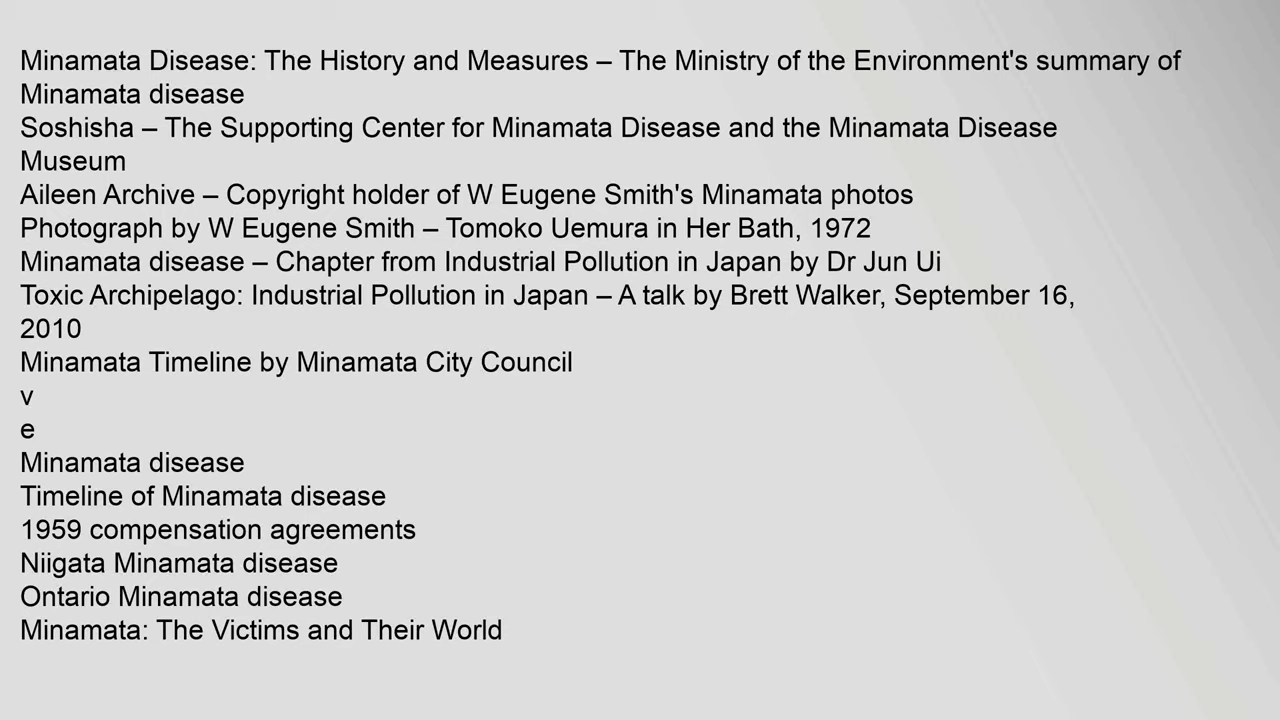 Minamata Disease: The History and Measures – The Ministry of the Environment's summary of
Minamata disease
Soshisha – The Supporting Center for Minamata Disease and the Minamata Disease
Museum
Aileen Archive – Copyright holder of W Eugene Smith's Minamata photos
Photograph by W Eugene Smith – Tomoko Uemura in Her Bath, 1972
Minamata disease – Chapter from Industrial Pollution in Japan by Dr Jun Ui
Toxic Archipelago: Industrial Pollution in Japan – A talk by Brett Walker, September 16,
2010
Minamata Timeline by Minamata City Council
v
e
Minamata disease
Timeline of Minamata disease
1959 compensation agreements
Niigata Minamata disease
Ontario Minamata disease
Minamata: The Victims and Their World